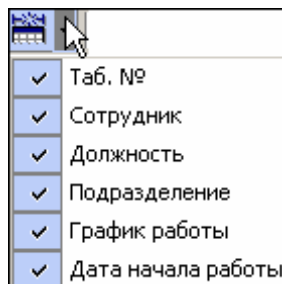 Таб. №
Сотрудник
Должность
Подразделение
График работы
Дата начала работы